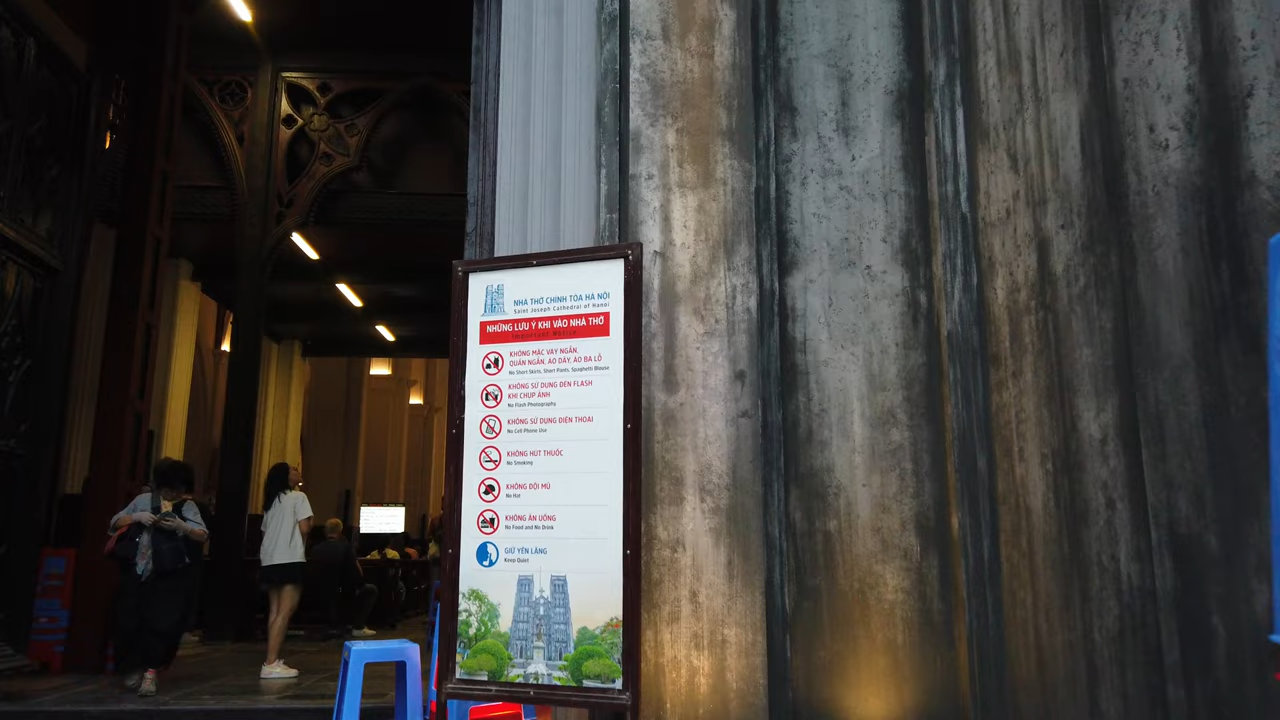 NHÀ THỜ CHÍNH TÒA HÀ NỘI
Saint Joseph Cathedral of Hanoi
NHỮNG LƯU Ý KHI VÀO NHÀ THỜ
Important Notice
KHÔNG MẶC VÁY NGẮN,
QUẦN NGẮN, ÁO DÂY, ÁO BA LỖ
No Short Skirts, Short Pants, Spaghetti Blouse
KHÔNG SỬ DỤNG ĐÈN FLASH
KHI CHỤP ẢNH
No Flash Photography
KHÔNG SỬ DỤNG ĐIỆN THOẠI
No Cell Phone Use
KHÔNG HÚT THUỐC
No Smoking
KHÔNG ĐỘI MŨ
No Hat
KHÔNG ĂN UỐNG
No Food and No Drink
GIỮ YÊN LẶNG
Keep Quiet